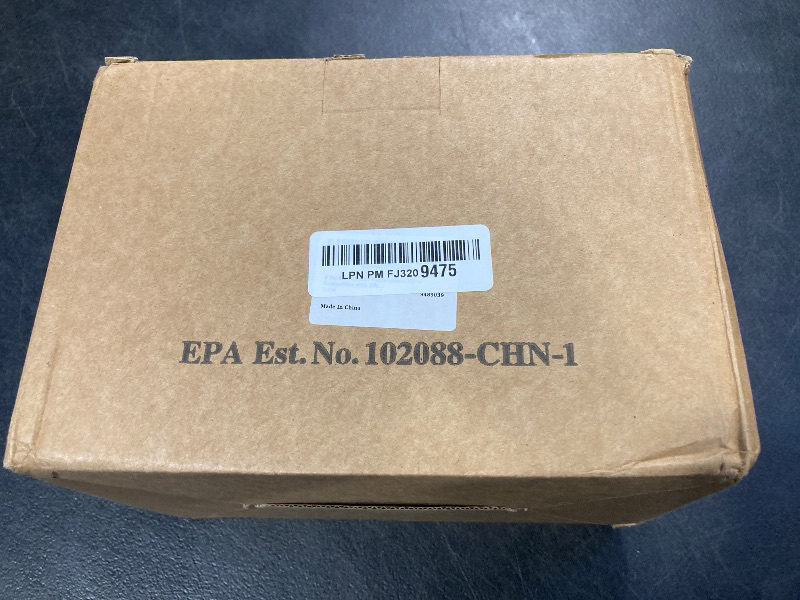 LPN PM FJ3209475
Made in China
EPA Est. No. 102088-CHN-1